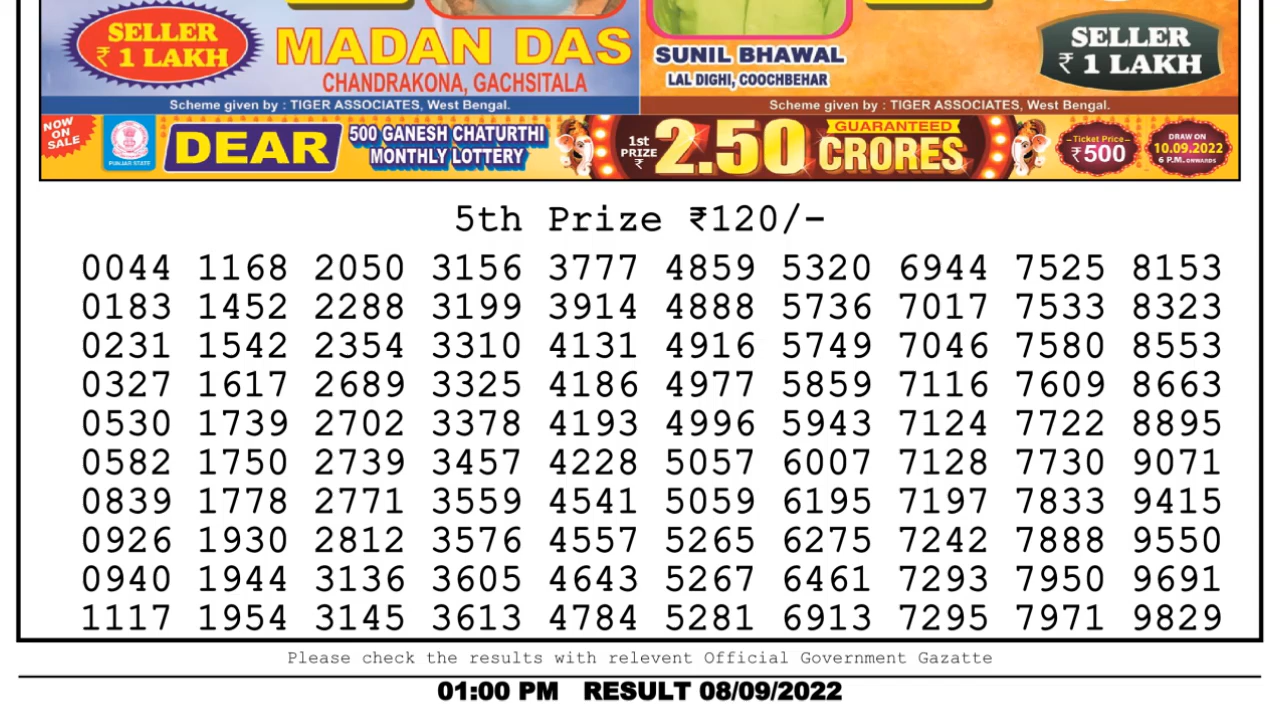 SELLER
₹ 1 LAKH
MADAN DAS
CHANDRAKONA, GACHSITALA
SUNIL BHAWAL
LAL DIGHI, COOCHBEHAR
SELLER
₹ 1 LAKH
Scheme given by : TIGER ASSOCIATES, West Bengal.
Scheme given by : TIGER ASSOCIATES, West Bengal.
NOW
ON
SALE
PUNJAB STATE
DEAR
500 GANESH CHATURTHI
MONTHLY LOTTERY
1st
PRIZE
₹
2.50
GUARANTEED
CRORES
Ticket Price
₹500
DRAW ON
10.09.2022
6 P.M. ONWARDS
5th Prize ₹120/-
0044 1168 2050 3156 3777 4859 5320 6944 7525 8153
0183 1452 2288 3199 3914 4888 5736 7017 7533 8323
0231 1542 2354 3310 4131 4916 5749 7046 7580 8553
0327 1617 2689 3325 4186 4977 5859 7116 7609 8663
0530 1739 2702 3378 4193 4996 5943 7124 7722 8895
0582 1750 2739 3457 4228 5057 6007 7128 7730 9071
0839 1778 2771 3559 4541 5059 6195 7197 7833 9415
0926 1930 2812 3576 4557 5265 6275 7242 7888 9550
0940 1944 3136 3605 4643 5267 6461 7293 7950 9691
1117 1954 3145 3613 4784 5281 6913 7295 7971 9829
Please check the results with relevent Official Government Gazatte
01:00 PM RESULT 08/09/2022